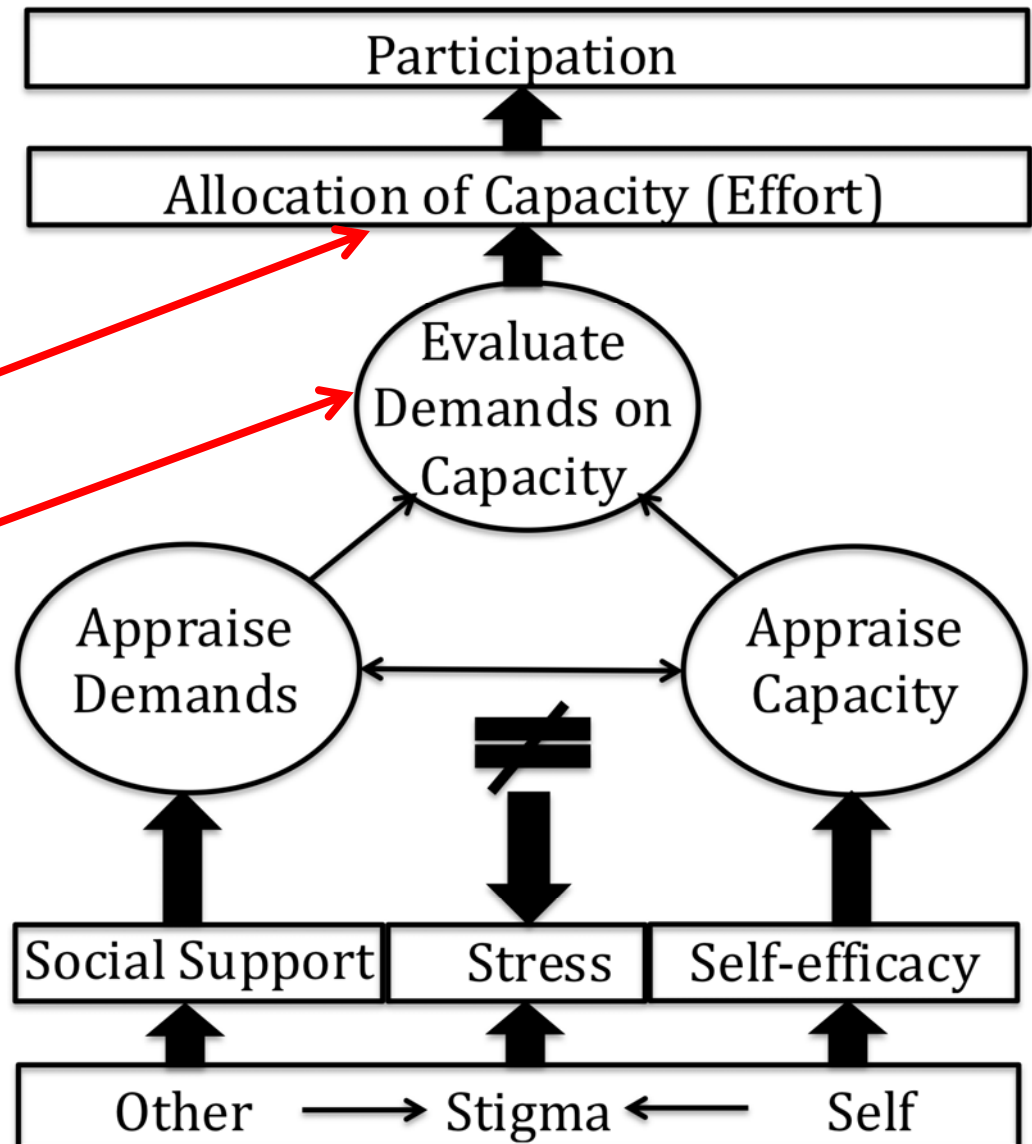 Participation
Allocation of Capacity (Effort)
Evaluate
Demands on
Capacity
Appraise
Demands
Appraise
Capacity
≠
Social Support
Stress
Self-efficacy
Other
Stigma
Self